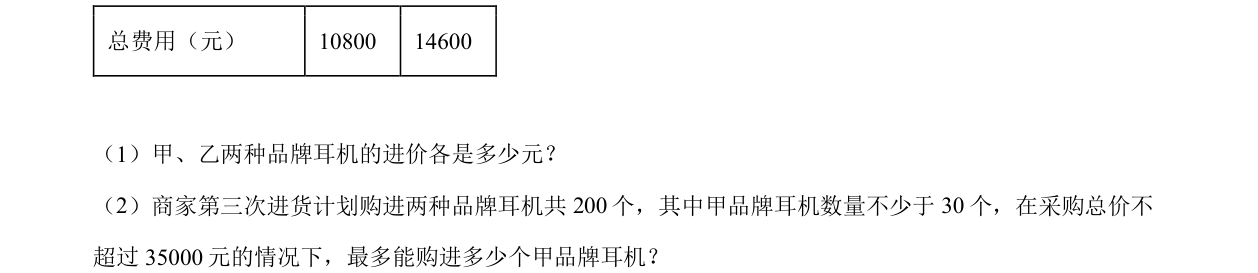 总费用（元） 10800 14600
（1）甲、乙两种品牌耳机的进价各是多少元？
（2）商家第三次进货计划购进两种品牌耳机共 200 个，其中甲品牌耳机数量不少于 30 个，在采购总价不
超过 35000 元的情况下，最多能购进多少个甲品牌耳机？